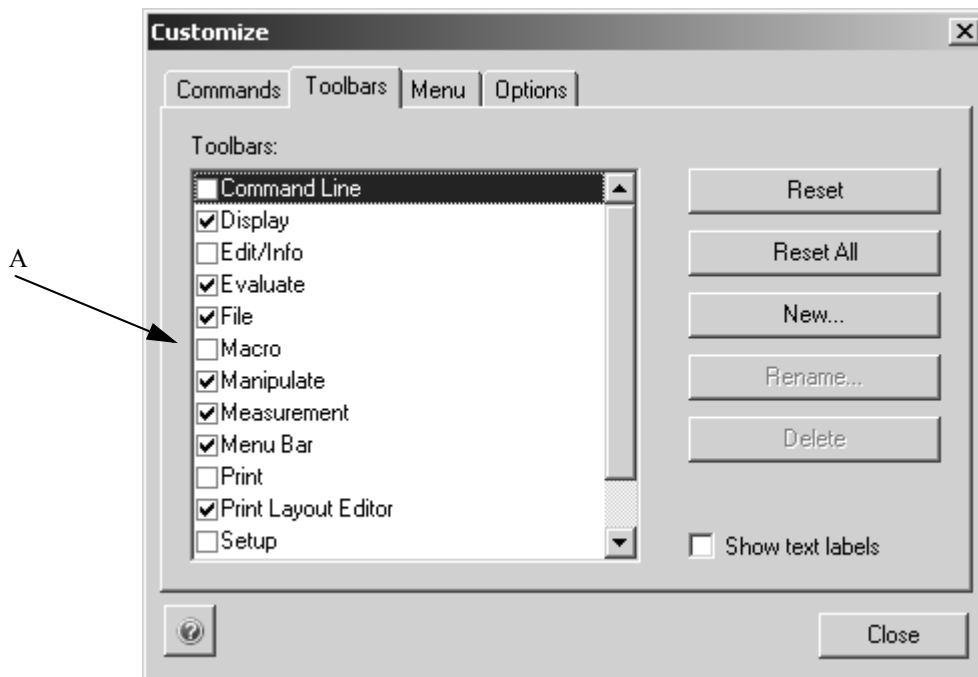 Customize
Commands Toolbars Menu Options
Toolbars:
Command Line
Display
Edit/Info
Evaluate
File
Macro
Manipulate
Measurement
Menu Bar
Print
Print Layout Editor
Setup
Reset
Reset All
New...
Rename...
Delete
Show text labels
Close
A